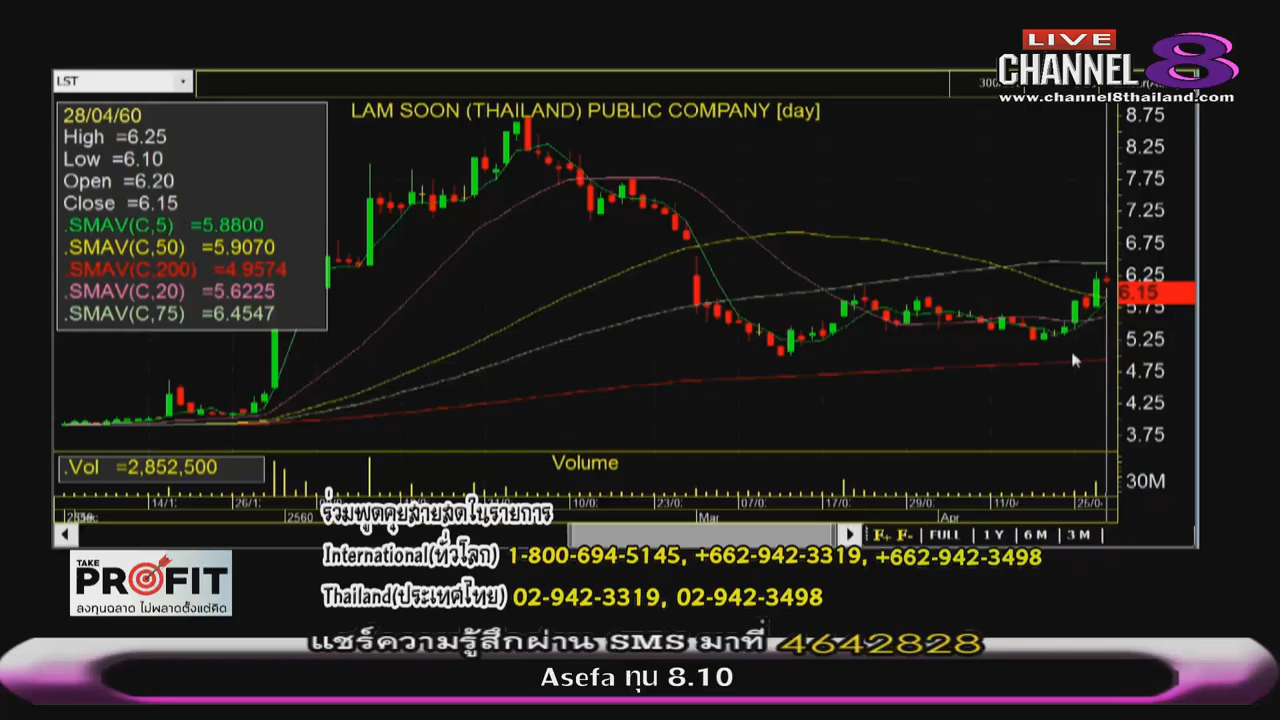 LIVE
CHANNEL 8
www.channel8thailand.com
LST
LAM SOON (THAILAND) PUBLIC COMPANY [day]
28/04/60
High =6.25
Low =6.10
Open =6.20
Close =6.15
.SMAV(C,5) =5.8800
.SMAV(C,50) =5.9070
.SMAV(C,200) =4.9574
.SMAV(C,20) =5.6225
.SMAV(C,75) =6.4547
8.75
8.25
7.75
7.25
6.75
6.25
6.15
5.75
5.25
4.75
4.25
3.75
.Vol =2,852,500
Volume
30M
14/1:
26/1:
10/0:
23/0:
07/0:
17/0:
29/0:
11/0
25/0
2560
Mar
Apr
F+ F- FULL 1 Y 6 M 3 M
ร่วมพูดคุยสายสดในรายการ
International(ทั่วโลก) 1-800-694-5145, +662-942-3319, +662-942-3498
Thailand(ประเทศไทย) 02-942-3319, 02-942-3498
TAKE
PROFIT
ลงทุนฉลาด ไม่พลาดตั้งแต่คิด
แชร์ความรู้สึกผ่าน SMS มาที่ 4642828
Asefa ทุน 8.10